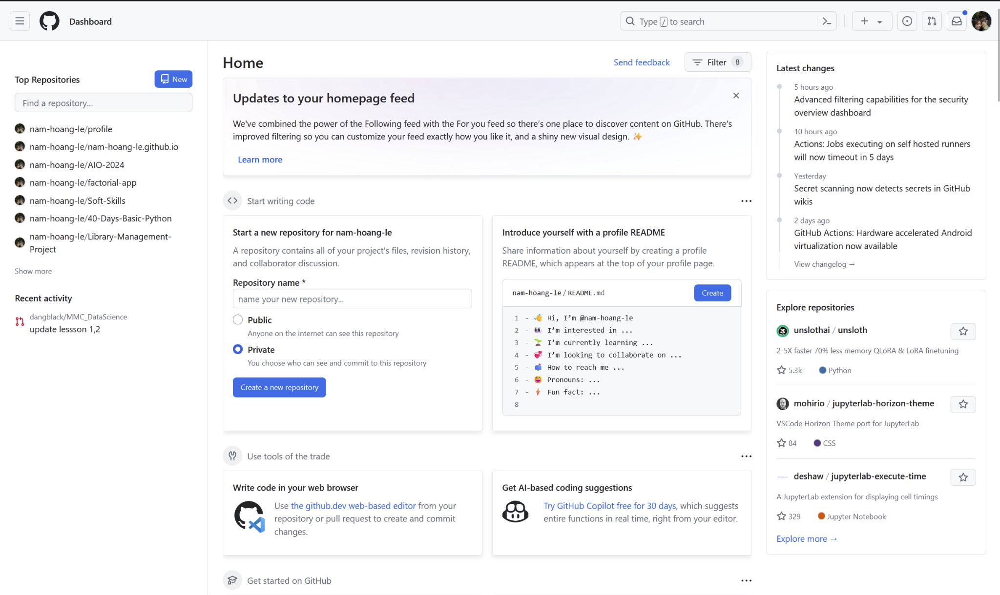 Dashboard
Type / to search
Top Repositories
New
Find a repository...
nam-hoang-le/profile
nam-hoang-le/nam-hoang-le.github.io
nam-hoang-le/AIO-2024
nam-hoang-le/factorial-app
nam-hoang-le/Soft-Skills
nam-hoang-le/40-Days-Basic-Python
nam-hoang-le/Library-Management-
Project
Show more
Recent activity
dangblack/MMC_DataScience
update lessson 1,2
Home
Send feedback
Filter 8
Updates to your homepage feed
We've combined the power of the Following feed with the For you feed so there’s one place to discover content on GitHub. There’s
improved filtering so you can customize your feed exactly how you like it, and a shiny new visual design. ✨
Learn more
Start writing code
Start a new repository for nam-hoang-le
A repository contains all of your project's files, revision history,
and collaborator discussion.
Repository name *
name your new repository...
Public
Anyone on the internet can see this repository
Private
You choose who can see and commit to this repository
Create a new repository
Introduce yourself with a profile README
Share information about yourself by creating a profile
README, which appears at the top of your profile page.
nam-hoang-le / README.md
Create
1 - 👋 Hi, I’m @nam-hoang-le
2 - 👀 I’m interested in ...
3 - 🌱 I’m currently learning ...
4 - 💞️ I’m looking to collaborate on ...
5 - 📫 How to reach me ...
6 - 😄 Pronouns: ...
7 - ⚡ Fun fact: ...
8
Use tools of the trade
Write code in your web browser
Use the github.dev web-based editor from your
repository or pull request to create and commit
changes.
Get AI-based coding suggestions
Try GitHub Copilot free for 30 days, which suggests
entire functions in real time, right from your editor.
Get started on GitHub
Latest changes
5 hours ago
Advanced filtering capabilities for the security
overview dashboard
10 hours ago
Actions: Jobs executing on self hosted runners
will now timeout in 5 days
Yesterday
Secret scanning now detects secrets in GitHub
wikis
2 days ago
GitHub Actions: Hardware accelerated Android
virtualization now available
View changelog →
Explore repositories
unslothai / unsloth
2-5X faster 70% less memory QLoRA & LoRA finetuning
5.3k Python
mohirio / jupyterlab-horizon-theme
VSCode Horizon Theme port for JupyterLab
84 CSS
deshaw / jupyterlab-execute-time
A JupyterLab extension for displaying cell timings
329 Jupyter Notebook
Explore more →